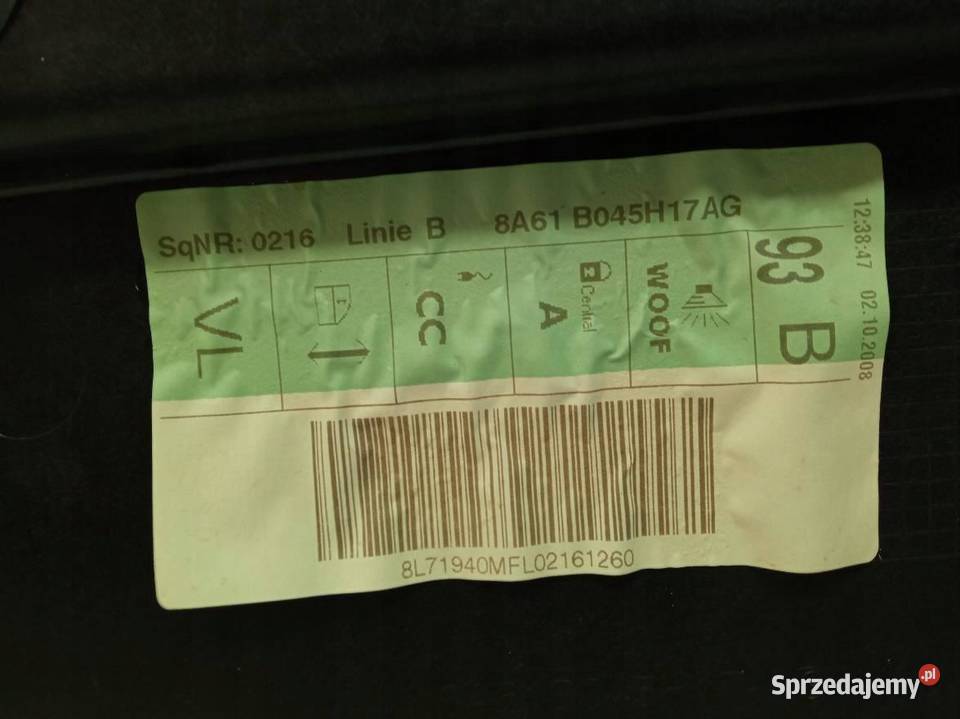 SqNR: 0216 Linie B 8A61 B045H17AG
VL
CC
Central
A
WOOF
93
B
12:38:47 02.10.2008
8L71940MFL02161260
Sprzedajemy.pl